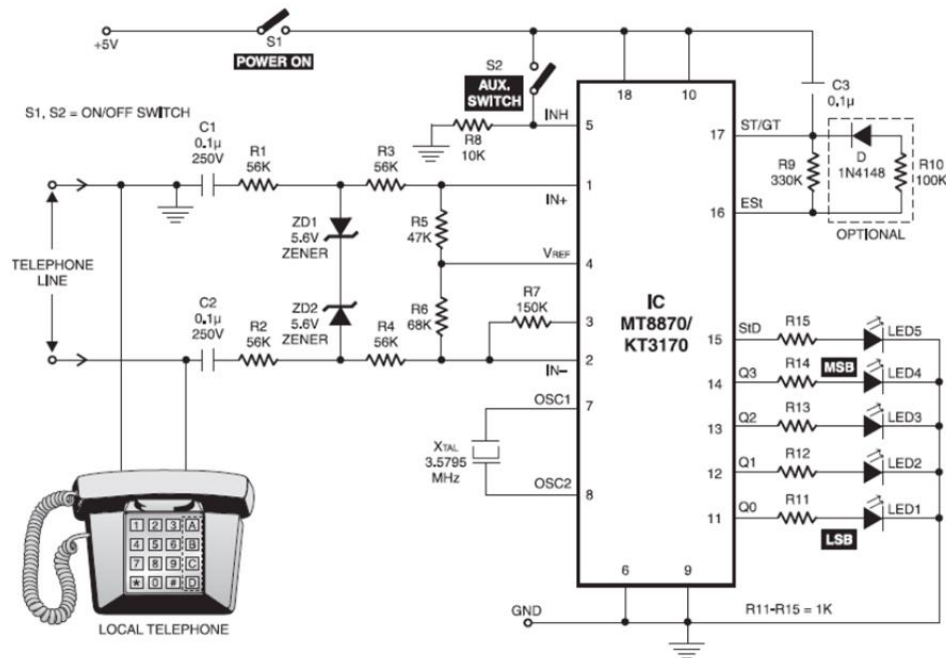 +5V
S1
POWER ON
S2
AUX.
SWITCH
S1, S2 = ON/OFF SWITCH
C1
0.1µ
250V
R1
56K
R3
56K
R8
10K
INH
5
18
10
C3
0.1µ
17
ST/GT
D
1N4148
R9
330K
R10
100K
16
ESt
OPTIONAL
1
IN+
ZD1
5.6V
ZENER
R5
47K
VREF
4
TELEPHONE
LINE
ZD2
5.6V
ZENER
R6
68K
R7
150K
3
C2
0.1µ
250V
R2
56K
R4
56K
2
IN–
IC
MT8870/
KT3170
15
StD
R15
LED5
14
Q3
R14
MSB
LED4
13
Q2
R13
LED3
12
Q1
R12
LED2
11
Q0
R11
LED1
LSB
OSC1
7
XTAL
3.5795
MHz
OSC2
8
1 2 3 A
4 5 6 B
7 8 9 C
* 0 # D
LOCAL TELEPHONE
6
9
GND
R11-R15 = 1K